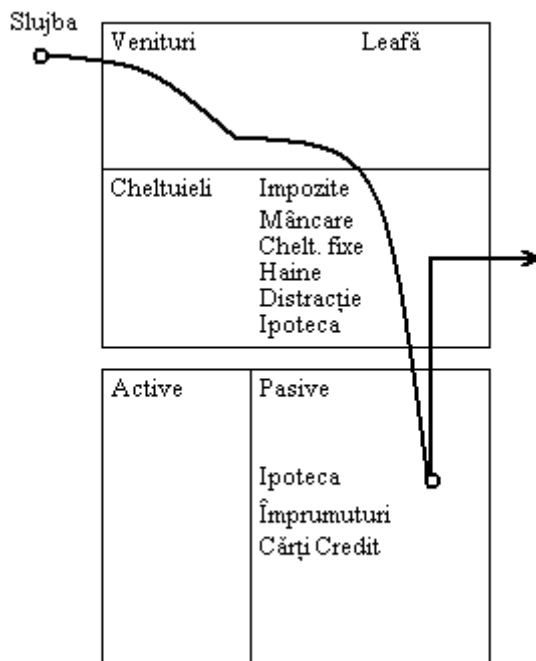 Slujba
Venituri Leafă
Cheltuieli Impozite
Mâncare
Chelt. fixe
Haine
Distracție
Ipoteca
Active Pasive
Ipoteca
Împrumuturi
Cărți Credit